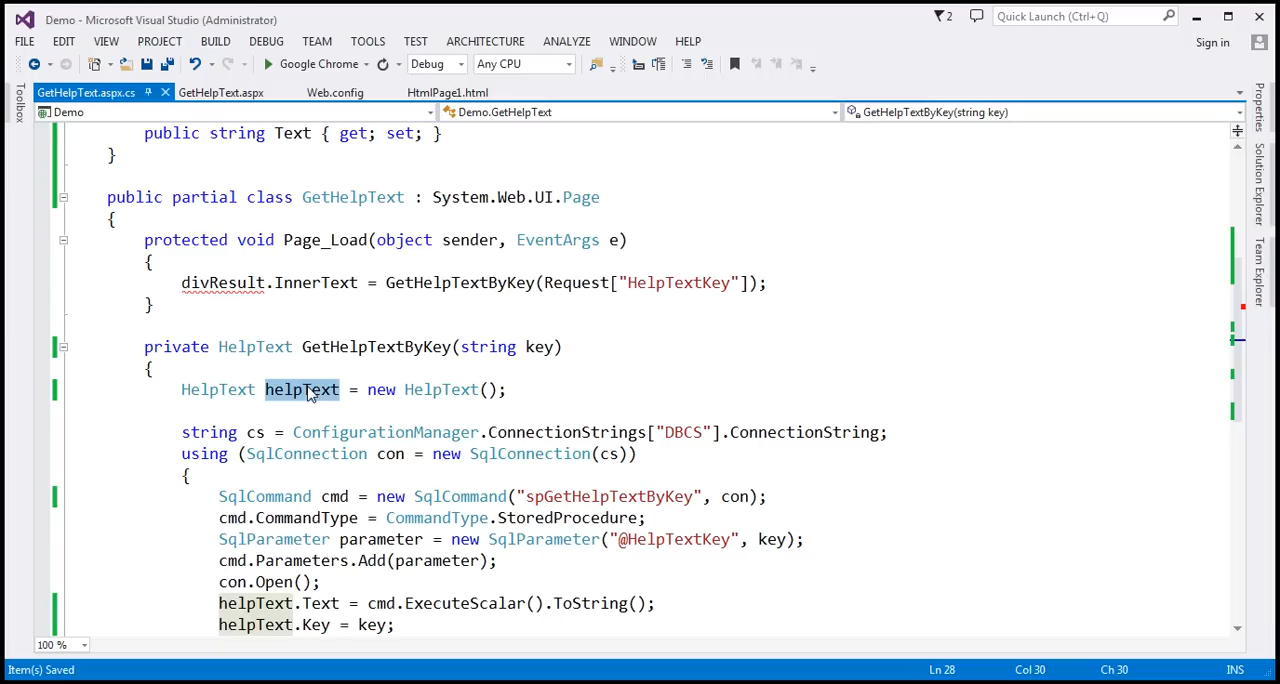 Demo - Microsoft Visual Studio (Administrator)
2
Quick Launch (Ctrl+Q)
FILE EDIT VIEW PROJECT BUILD DEBUG TEAM TOOLS TEST ARCHITECTURE ANALYZE WINDOW HELP
Sign in
Google Chrome Debug Any CPU
GetHelpText.aspx.cs GetHelpText.aspx Web.config HtmlPage1.html
Demo Demo.GetHelpText GetHelpTextByKey(string key)
public string Text { get; set; }
}
public partial class GetHelpText : System.Web.UI.Page
{
protected void Page_Load(object sender, EventArgs e)
{
divResult.InnerText = GetHelpTextByKey(Request["HelpTextKey"]);
}
private HelpText GetHelpTextByKey(string key)
{
HelpText helpText = new HelpText();
string cs = ConfigurationManager.ConnectionStrings["DBCS"].ConnectionString;
using (SqlConnection con = new SqlConnection(cs))
{
SqlCommand cmd = new SqlCommand("spGetHelpTextByKey", con);
cmd.CommandType = CommandType.StoredProcedure;
SqlParameter parameter = new SqlParameter("@HelpTextKey", key);
cmd.Parameters.Add(parameter);
con.Open();
helpText.Text = cmd.ExecuteScalar().ToString();
helpText.Key = key;
100 %
Item(s) Saved Ln 28 Col 30 Ch 30 INS
Toolbox
Properties
Solution Explorer
Team Explorer